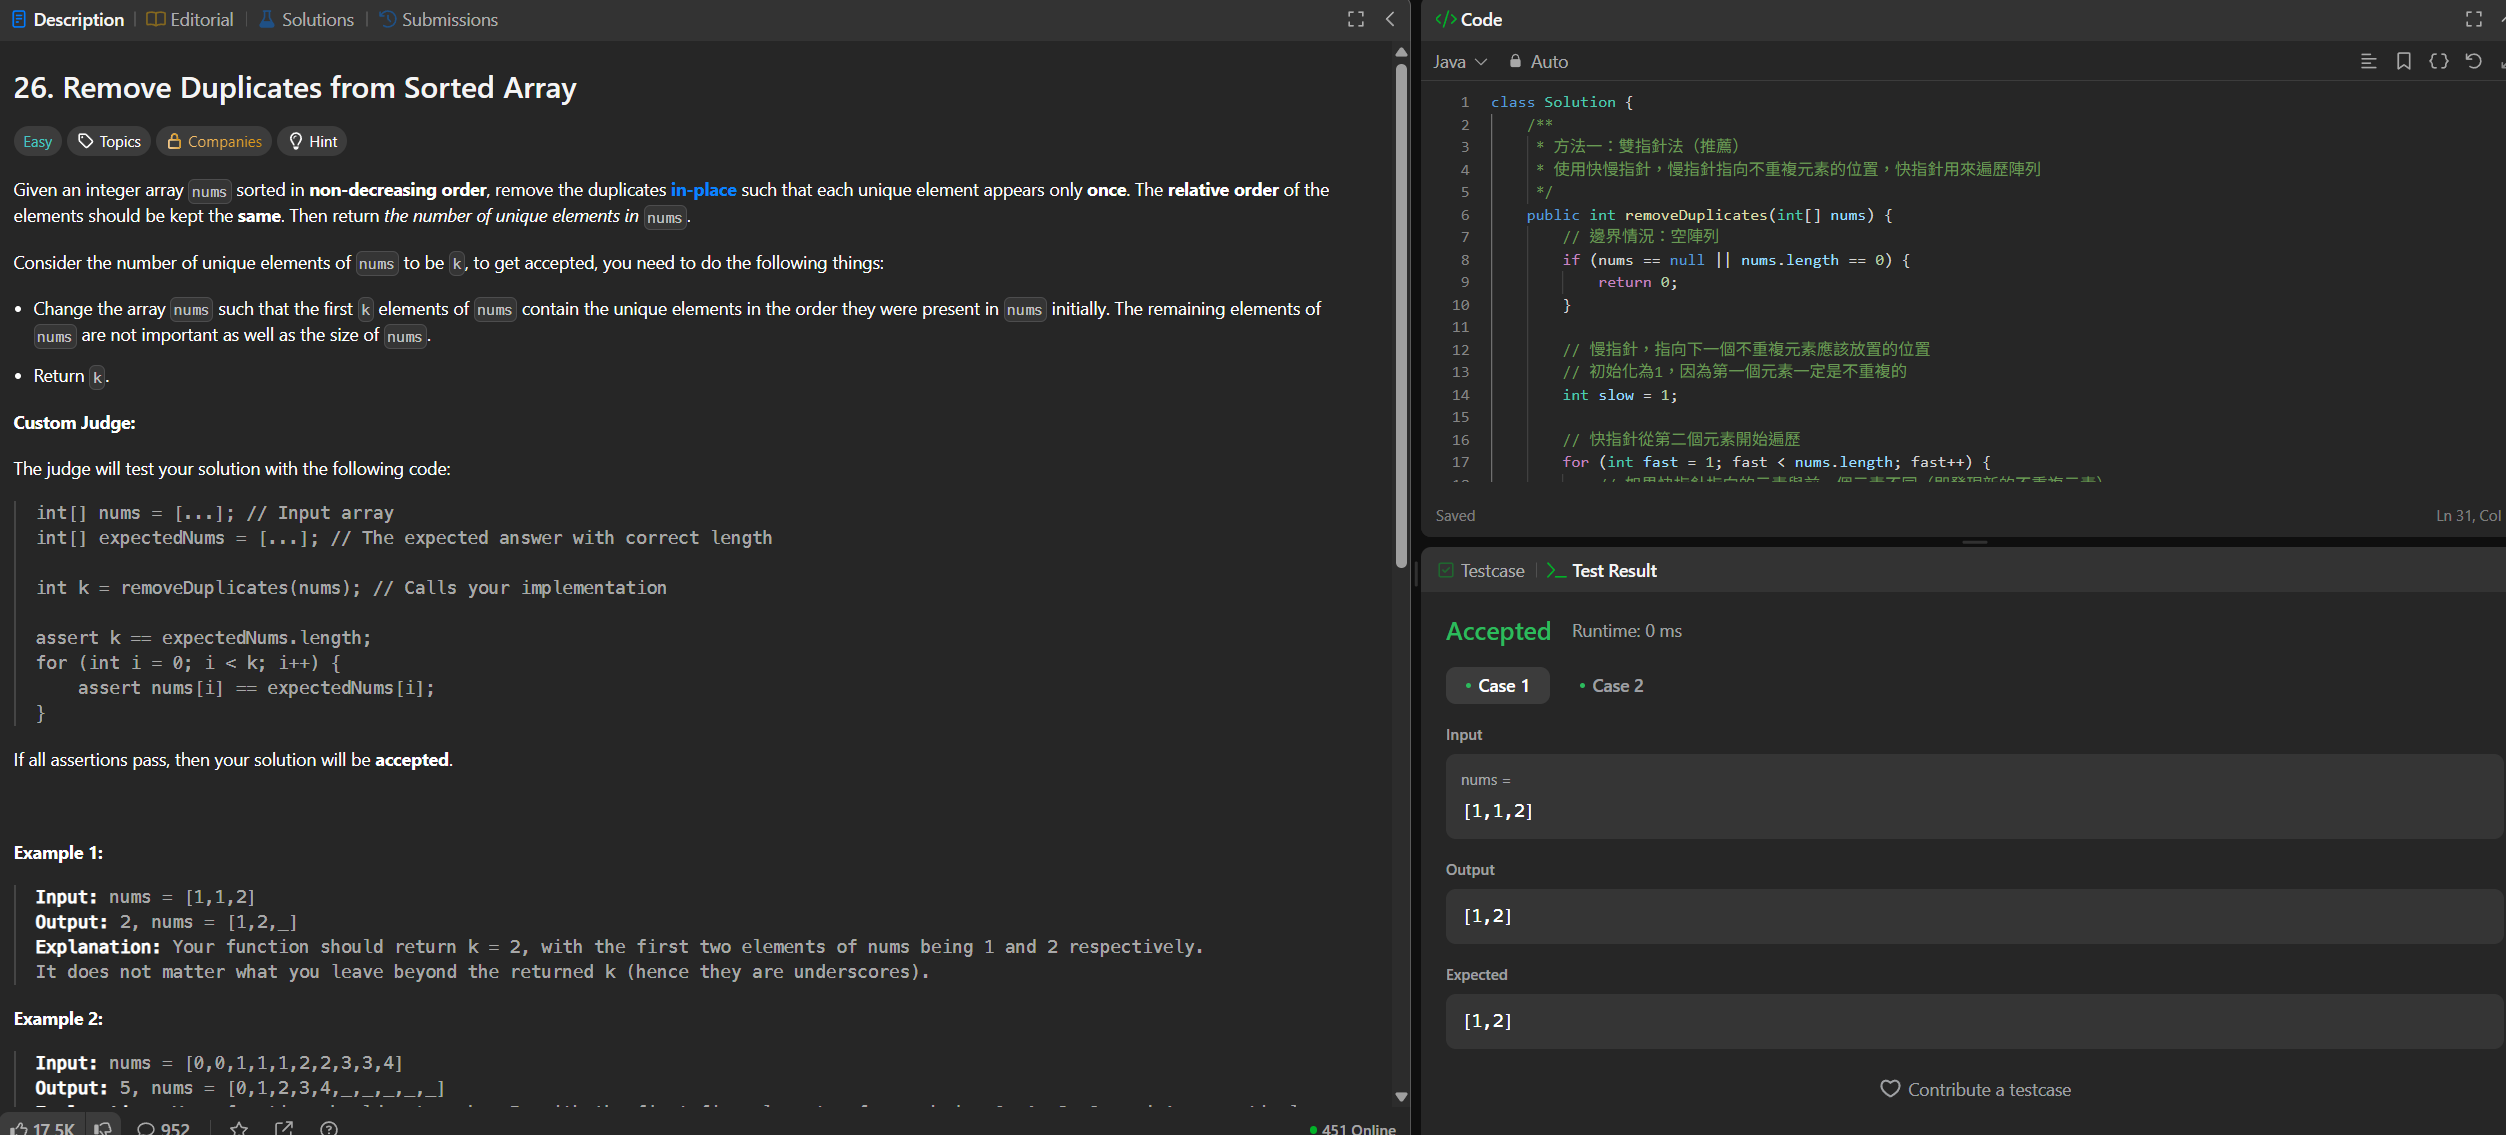 Description | Editorial | Solutions | Submissions
26. Remove Duplicates from Sorted Array
Easy Topics Companies Hint
Given an integer array nums sorted in non-decreasing order, remove the duplicates in-place such that each unique element appears only once. The relative order of the
elements should be kept the same. Then return the number of unique elements in nums.
Consider the number of unique elements of nums to be k, to get accepted, you need to do the following things:
• Change the array nums such that the first k elements of nums contain the unique elements in the order they were present in nums initially. The remaining elements of
nums are not important as well as the size of nums.
• Return k.
Custom Judge:
The judge will test your solution with the following code:
int[] nums = [...]; // Input array
int[] expectedNums = [...]; // The expected answer with correct length
int k = removeDuplicates(nums); // Calls your implementation
assert k == expectedNums.length;
for (int i = 0; i < k; i++) {
    assert nums[i] == expectedNums[i];
}
If all assertions pass, then your solution will be accepted.
Example 1:
Input: nums = [1,1,2]
Output: 2, nums = [1,2,_]
Explanation: Your function should return k = 2, with the first two elements of nums being 1 and 2 respectively.
It does not matter what you leave beyond the returned k (hence they are underscores).
Example 2:
Input: nums = [0,0,1,1,1,2,2,3,3,4]
Output: 5, nums = [0,1,2,3,4,_,_,_,_,_]
17.5K 952
451 Online
</> Code
Java Auto
1 class Solution {
2     /**
3      * 方法一：雙指針法（推薦）
4      * 使用快慢指針，慢指針指向不重複元素的位置，快指針用來遍歷陣列
5      */
6     public int removeDuplicates(int[] nums) {
7         // 邊界情況：空陣列
8         if (nums == null || nums.length == 0) {
9             return 0;
10         }
11
12         // 慢指針，指向下一個不重複元素應該放置的位置
13         // 初始化為1，因為第一個元素一定是不重複的
14         int slow = 1;
15
16         // 快指針從第二個元素開始遍歷
17         for (int fast = 1; fast < nums.length; fast++) {
Saved
Ln 31, Col
Testcase | >_ Test Result
Accepted Runtime: 0 ms
• Case 1 • Case 2
Input
nums =
[1,1,2]
Output
[1,2]
Expected
[1,2]
Contribute a testcase